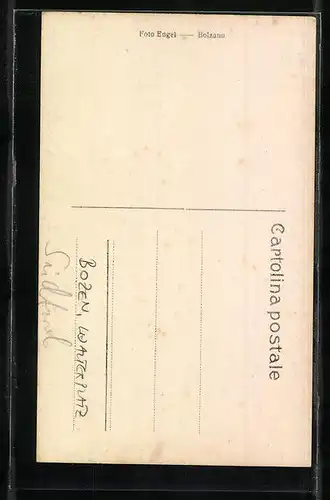 Foto Engel — Bolzano
Cartolina postale
BOZEN, WALTERPLATZ
Südtirol